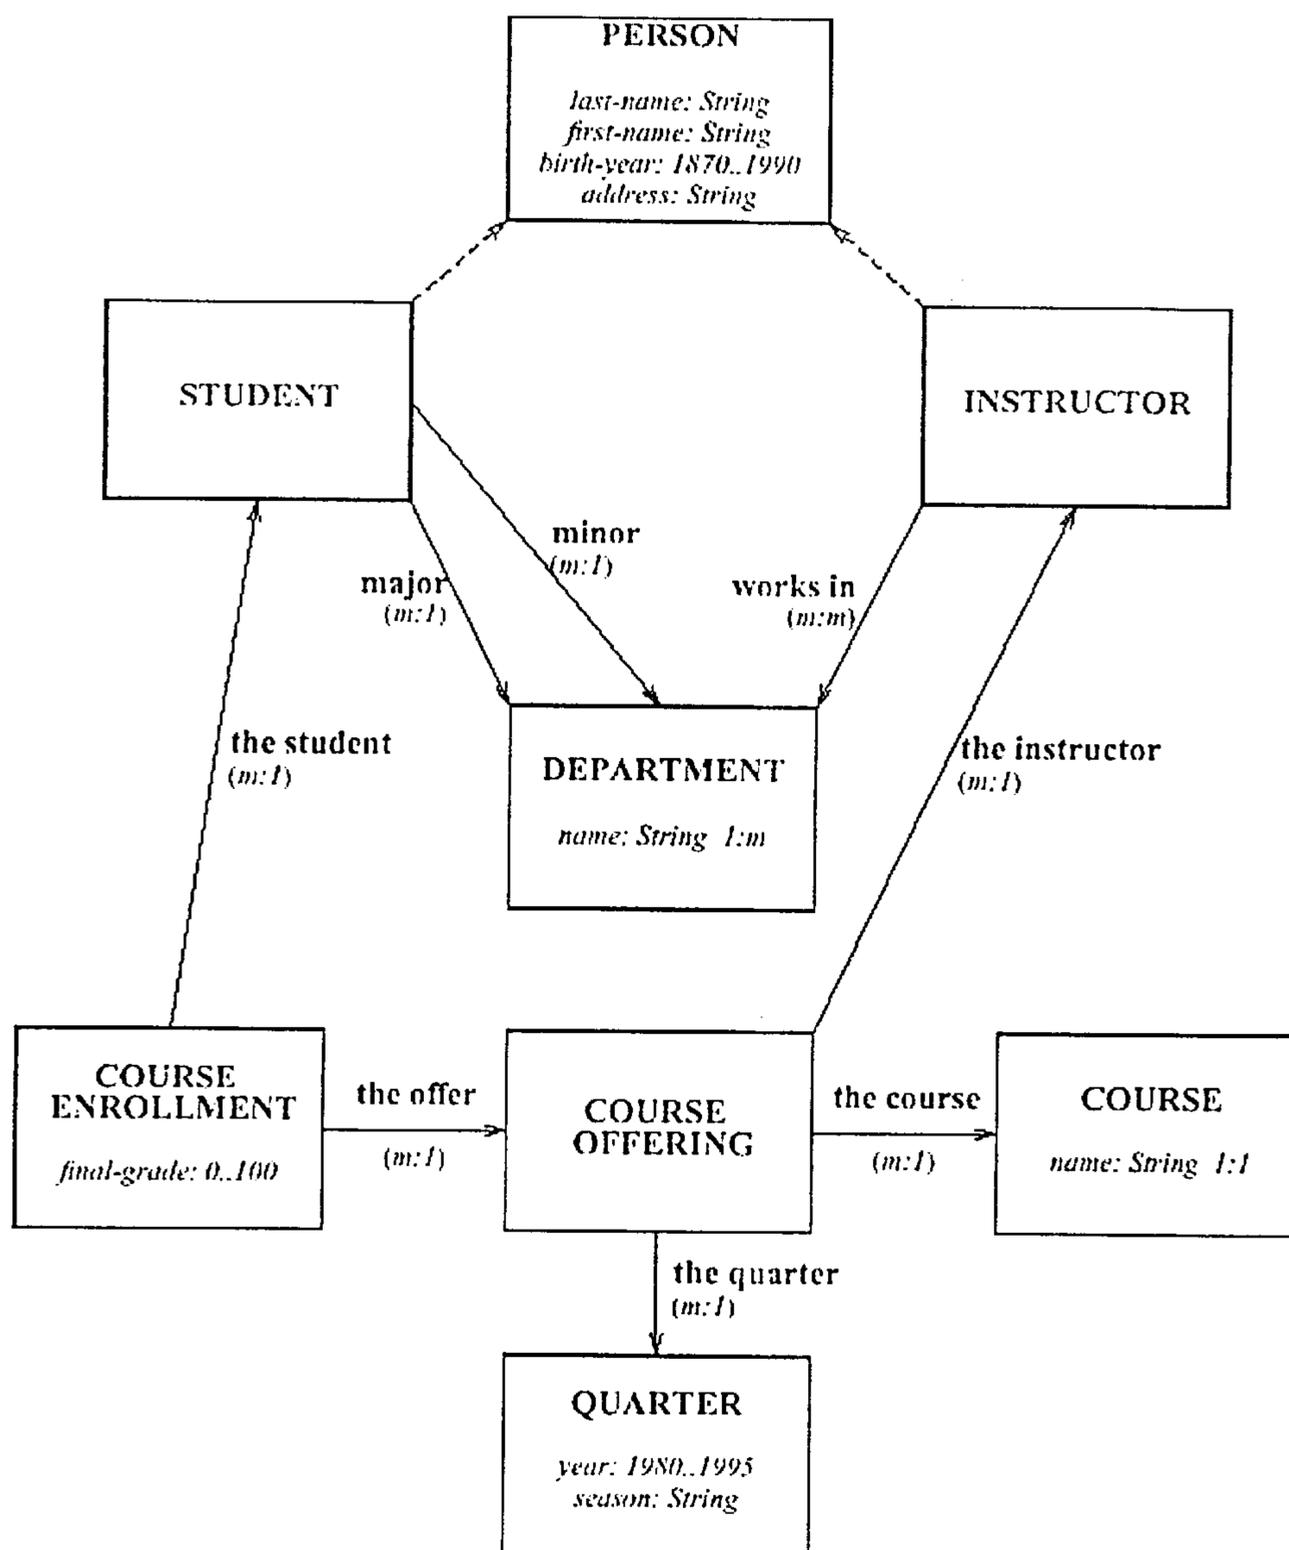 PERSON
last-name: String
first-name: String
birth-year: 1870..1990
address: String
STUDENT
INSTRUCTOR
minor
(m:1)
major
(m:1)
works in
(m:m)
the student
(m:1)
DEPARTMENT
name: String 1:m
the instructor
(m:1)
COURSE
ENROLLMENT
final-grade: 0..100
the offer
(m:1)
COURSE
OFFERING
the course
(m:1)
COURSE
name: String 1:1
the quarter
(m:1)
QUARTER
year: 1980..1995
season: String